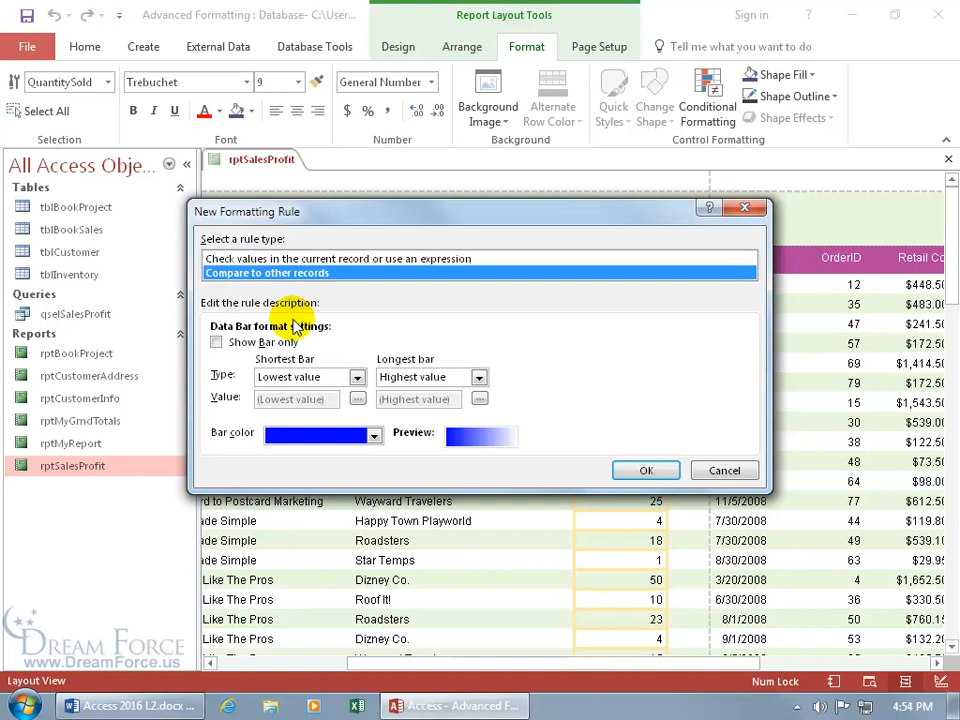 Advanced Formatting : Database- C:\User...
Report Layout Tools
Sign in
?
File
Home
Create
External Data
Database Tools
Design
Arrange
Format
Page Setup
Tell me what you want to do
QuantitySold
Select All
Selection
Trebuchet
9
B I U A
Font
General Number
$ % ,
Number
Background Image
Alternate Row Color
Background
Quick Styles
Change Shape
Conditional Formatting
Shape Fill
Shape Outline
Shape Effects
Control Formatting
All Access Obje...
Tables
tblBookProject
tblBookSales
tblCustomer
tblInventory
Queries
qselSalesProfit
Reports
rptBookProject
rptCustomerAddress
rptCustomerInfo
rptMyGrndTotals
rptMyReport
rptSalesProfit
rptSalesProfit
New Formatting Rule
?
Select a rule type:
Check values in the current record or use an expression
Compare to other records
Edit the rule description:
Data Bar format settings:
Show Bar only
Shortest Bar
Longest bar
Type:
Lowest value
Highest value
Value:
(Lowest value)
...
(Highest value)
...
Bar color
Preview:
OK
Cancel
OrderID Retail Co
12 $448.50
35 $483.00
47 $241.50
57 $172.50
69 $1,414.50
79 $172.50
15 $1,543.50
30 $539.00
38 $122.50
48 $73.50
64 $98.00
d to Postcard Marketing Wayward Travelers 25 11/5/2008 77 $612.50
ade Simple Happy Town Playworld 4 7/30/2008 44 $119.80
ade Simple Roadsters 18 7/30/2008 49 $539.10
ade Simple Star Temps 1 8/30/2008 63 $29.95
Like The Pros Dizney Co. 50 3/20/2008 4 $1,652.50
Like The Pros Roof It! 10 6/30/2008 36 $330.50
Like The Pros Roadsters 23 8/1/2008 50 $760.15
Like The Pros Dizney Co. 4 9/1/2008 53 $132.20
DREAM FORCE
www.DreamForce.us
Layout View
Num Lock
Access 2016 L2.docx ...
Access - Advanced F...
4:54 PM